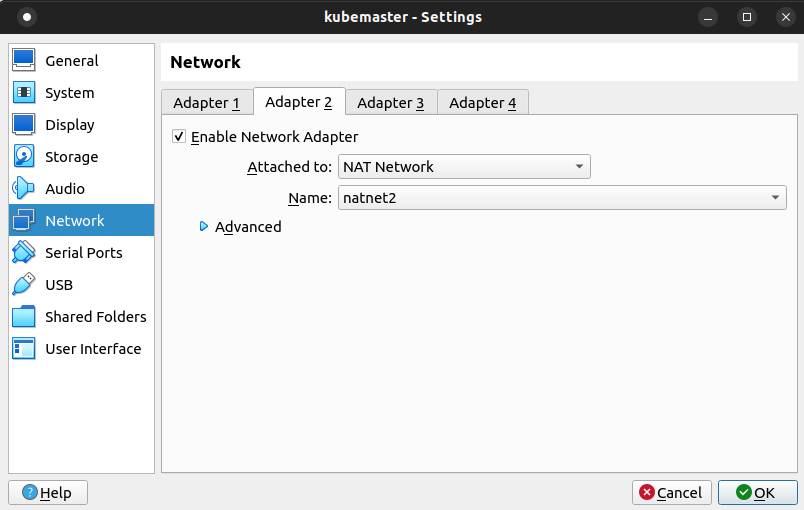 kubemaster - Settings
General
System
Display
Storage
Audio
Network
Serial Ports
USB
Shared Folders
User Interface
Network
Adapter 1 Adapter 2 Adapter 3 Adapter 4
Enable Network Adapter
Attached to: NAT Network
Name: natnet2
Advanced
Help Cancel OK